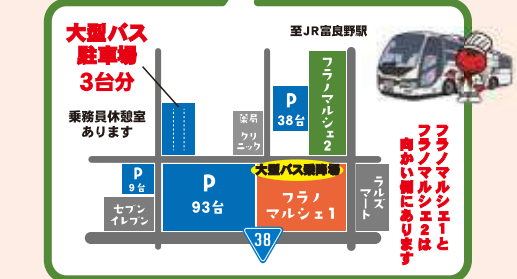 大型バス
駐車場
3台分
乗務員休憩室
あります
至JR富良野駅
フラノマルシェ2
P
38台
薬局
クリ
ニック
大型バス乗降場
P
9台
P
93台
フラノ
マルシェ1
セブン
イレブン
ラルズ
マート
38
フラノマルシェ1と
フラノマルシェ2は
向かい側にあります